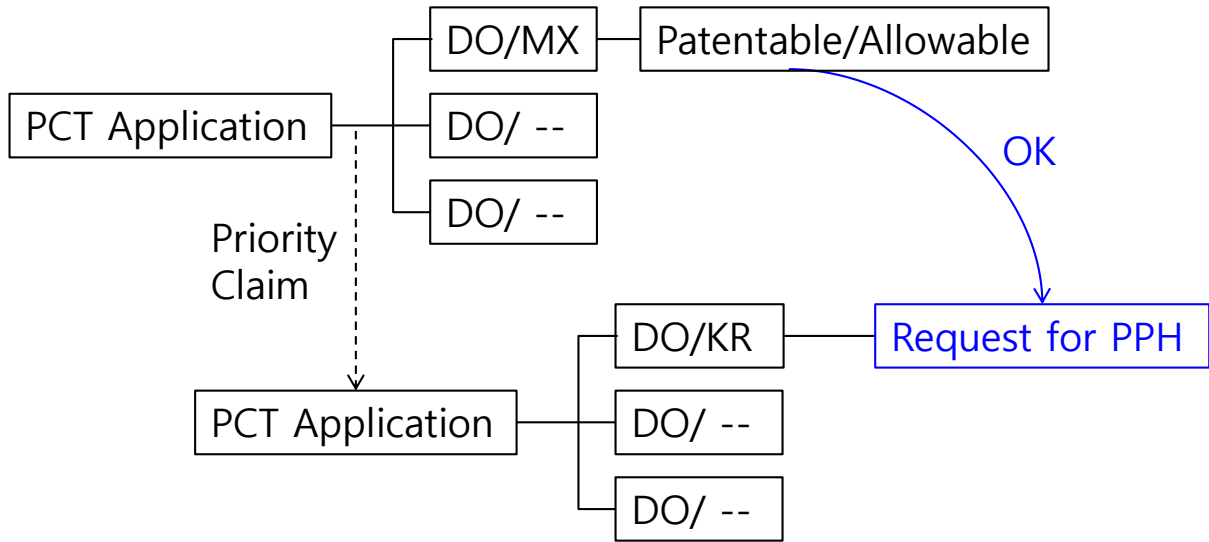 DO/MX
Patentable/Allowable
PCT Application
DO/ --
OK
DO/ --
Priority
Claim
DO/KR
Request for PPH
PCT Application
DO/ --
DO/ --